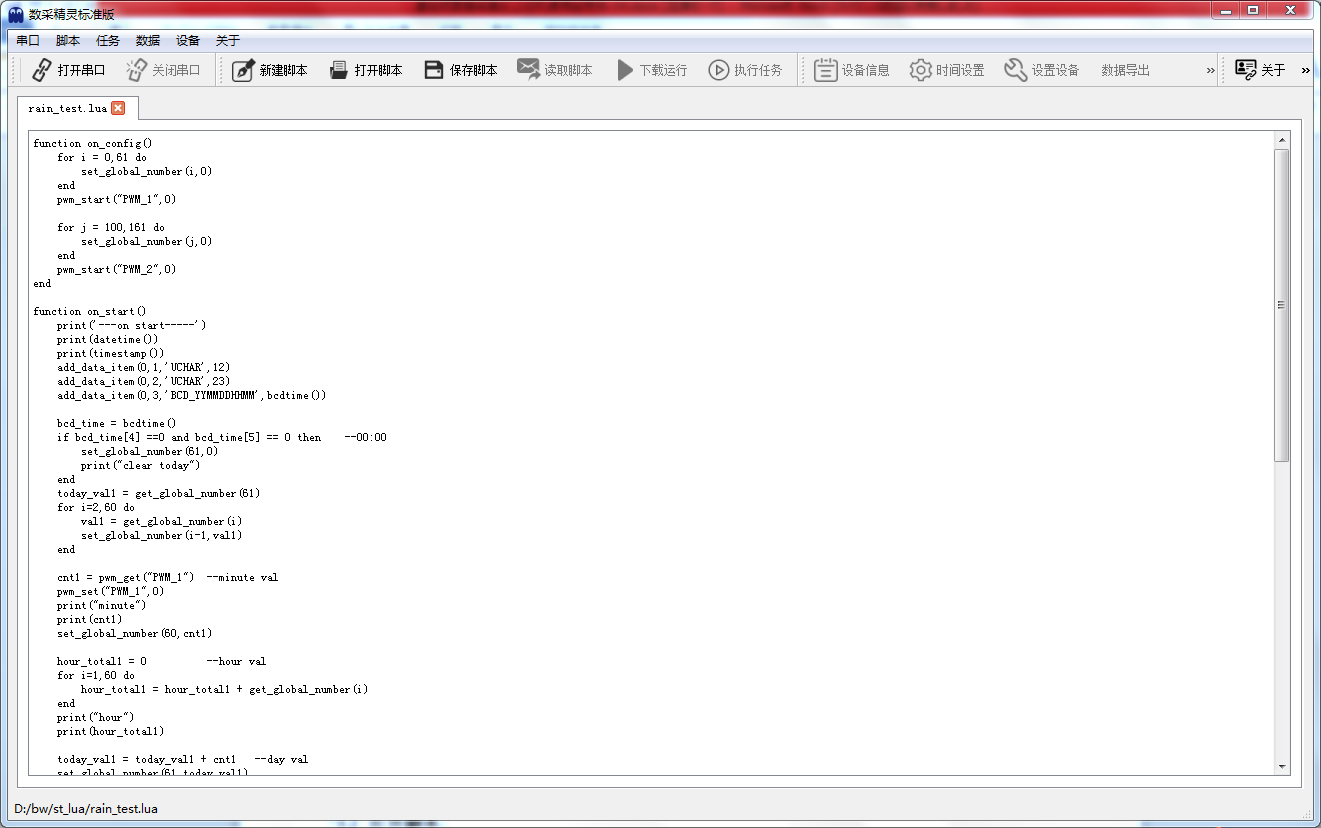 数采精灵标准版
串口 脚本 任务 数据 设备 关于
打开串口 关闭串口 新建脚本 打开脚本 保存脚本 读取脚本 下载运行 执行任务 设备信息 时间设置 设置设备 数据导出 » 关于 »
rain_test.lua
function on_config()
    for i = 0,61 do
        set_global_number(i,0)
    end
    pwm_start("PWM_1",0)

    for j = 100,161 do
        set_global_number(j,0)
    end
    pwm_start("PWM_2",0)
end

function on_start()
    print('---on start-----')
    print(datetime())
    print(timestamp())
    add_data_item(0,1,'UCHAR',12)
    add_data_item(0,2,'UCHAR',23)
    add_data_item(0,3,'BCD_YYMMDDHHMM',bcdtime())

    bcd_time = bcdtime()
    if bcd_time[4] ==0 and bcd_time[5] == 0 then    --00:00
        set_global_number(61,0)
        print("clear today")
    end
    today_val1 = get_global_number(61)
    for i=2,60 do
        val1 = get_global_number(i)
        set_global_number(i-1,val1)
    end

    cnt1 = pwm_get("PWM_1")  --minute val
    pwm_set("PWM_1",0)
    print("minute")
    print(cnt1)
    set_global_number(60,cnt1)

    hour_total1 = 0          --hour val
    for i=1,60 do
        hour_total1 = hour_total1 + get_global_number(i)
    end
    print("hour")
    print(hour_total1)

    today_val1 = today_val1 + cnt1   --day val
    set_global_number(61,today_val1)
D:/bw/st_lua/rain_test.lua